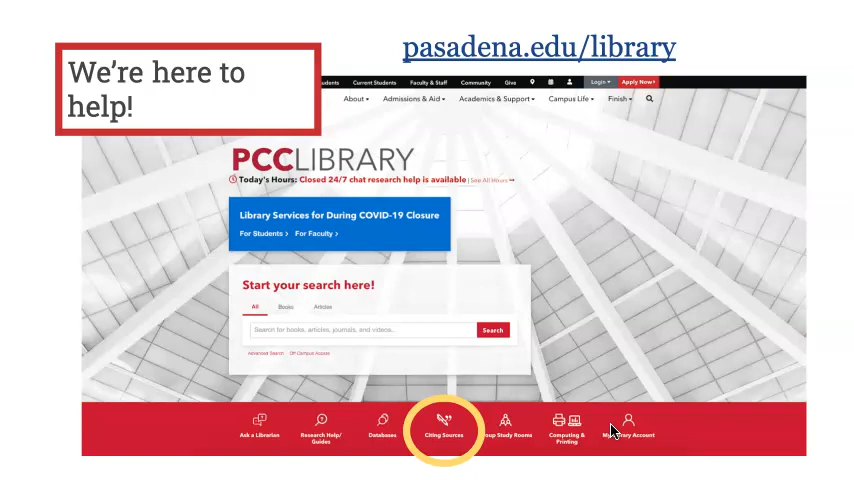 pasadena.edu/library
We're here to
help!
Current Students Faculty & Staff Community Give Login Apply Now
About Admissions & Aid Academics & Support Campus Life Finish
PCCLIBRARY
Today's Hours: Closed 24/7 chat research help is available | See All Hours
Library Services for During COVID-19 Closure
For Students > For Faculty >
Start your search here!
All Books Articles
Search for books, articles, journals, and videos.. Search
Advanced Search Off Campus Access
Ask a Librarian Research Help/ Databases Citing Sources Study Rooms Computing & Account
Guides Printing